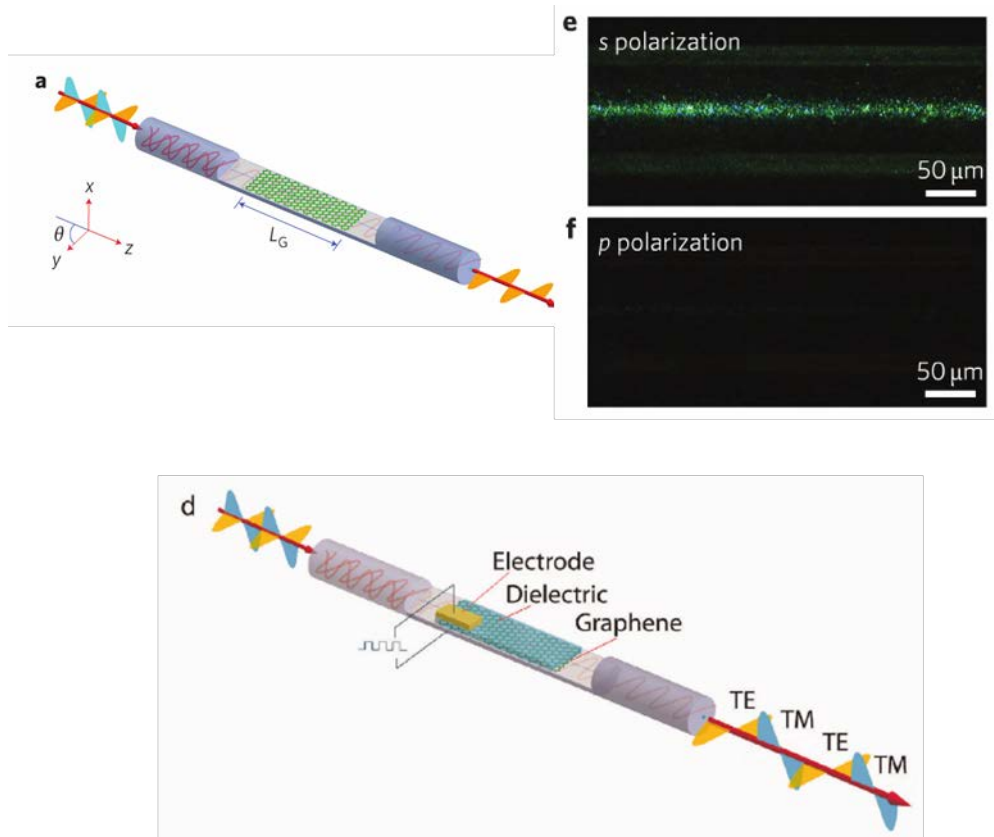 a
x
θ
y
z
L_G
e
s polarization
50 μm
f
p polarization
50 μm
d
Electrode
Dielectric
Graphene
TE
TM
TE
TM